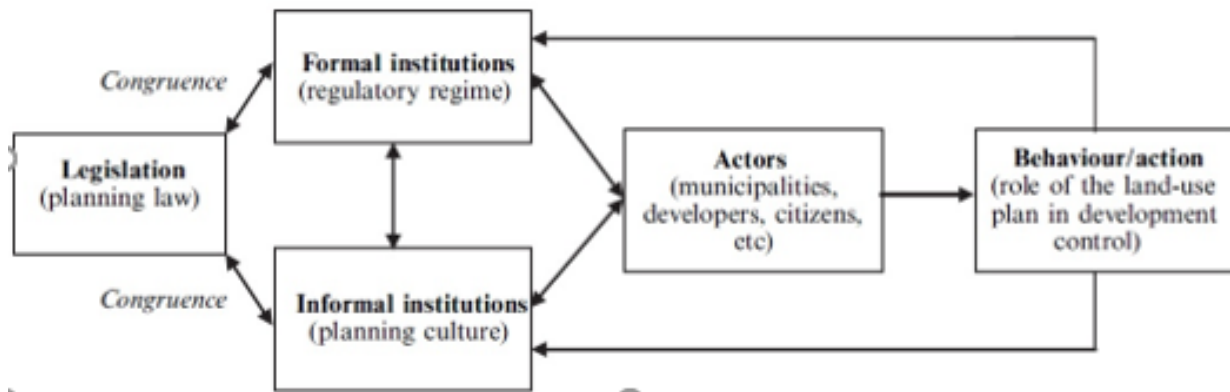 Congruence
Formal institutions
(regulatory regime)
Legislation
(planning law)
Actors
(municipalities,
developers, citizens,
etc)
Behaviour/action
(role of the land-use
plan in development
control)
Congruence
Informal institutions
(planning culture)